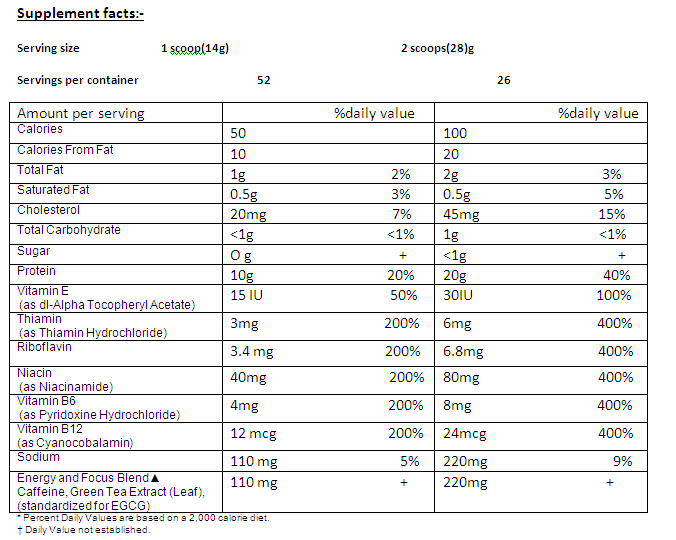 Supplement facts:-
Serving size 1 scoop(14g) 2 scoops(28)g
Servings per container 52 26
Amount per serving %daily value %daily value
Calories 50 100
Calories From Fat 10 20
Total Fat 1g 2% 2g 3%
Saturated Fat 0.5g 3% 0.5g 5%
Cholesterol 20mg 7% 45mg 15%
Total Carbohydrate <1g <1% 1g <1%
Sugar O g + <1g +
Protein 10g 20% 20g 40%
Vitamin E
(as dl-Alpha Tocopheryl Acetate) 15 IU 50% 30IU 100%
Thiamin
(as Thiamin Hydrochloride) 3mg 200% 6mg 400%
Riboflavin 3.4 mg 200% 6.8mg 400%
Niacin
(as Niacinamide) 40mg 200% 80mg 400%
Vitamin B6
(as Pyridoxine Hydrochloride) 4mg 200% 8mg 400%
Vitamin B12
(as Cyanocobalamin) 12 mcg 200% 24mcg 400%
Sodium 110 mg 5% 220mg 9%
Energy and Focus Blend▲ 110 mg + 220mg +
Caffeine, Green Tea Extract (Leaf),
(standardized for EGCG)
* Percent Daily Values are based on a 2,000 calorie diet.
† Daily Value not established.